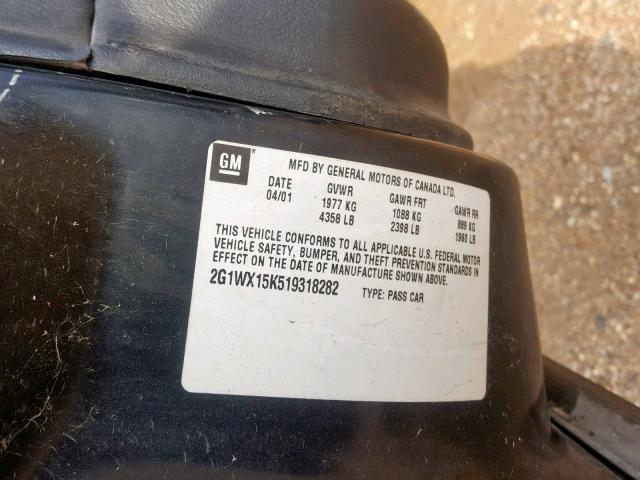 GM
MFD BY GENERAL MOTORS OF CANADA LTD.
DATE GVWR GAWR FRT GAWR RR
04/01 1977 KG 1088 KG 889 KG
4358 LB 2398 LB 1960 LB
THIS VEHICLE CONFORMS TO ALL APPLICABLE U.S. FEDERAL MOTOR
VEHICLE SAFETY, BUMPER, AND THEFT PREVENTION STANDARDS IN
EFFECT ON THE DATE OF MANUFACTURE SHOWN ABOVE.
2G1WX15K519318282 TYPE: PASS CAR